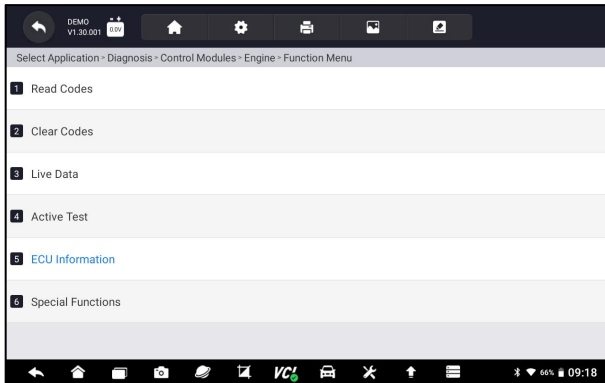 DEMO
V1.30.001
0.0V
Select Application > Diagnosis > Control Modules > Engine > Function Menu
1 Read Codes
2 Clear Codes
3 Live Data
4 Active Test
5 ECU Information
6 Special Functions
VC! 66% 09:18